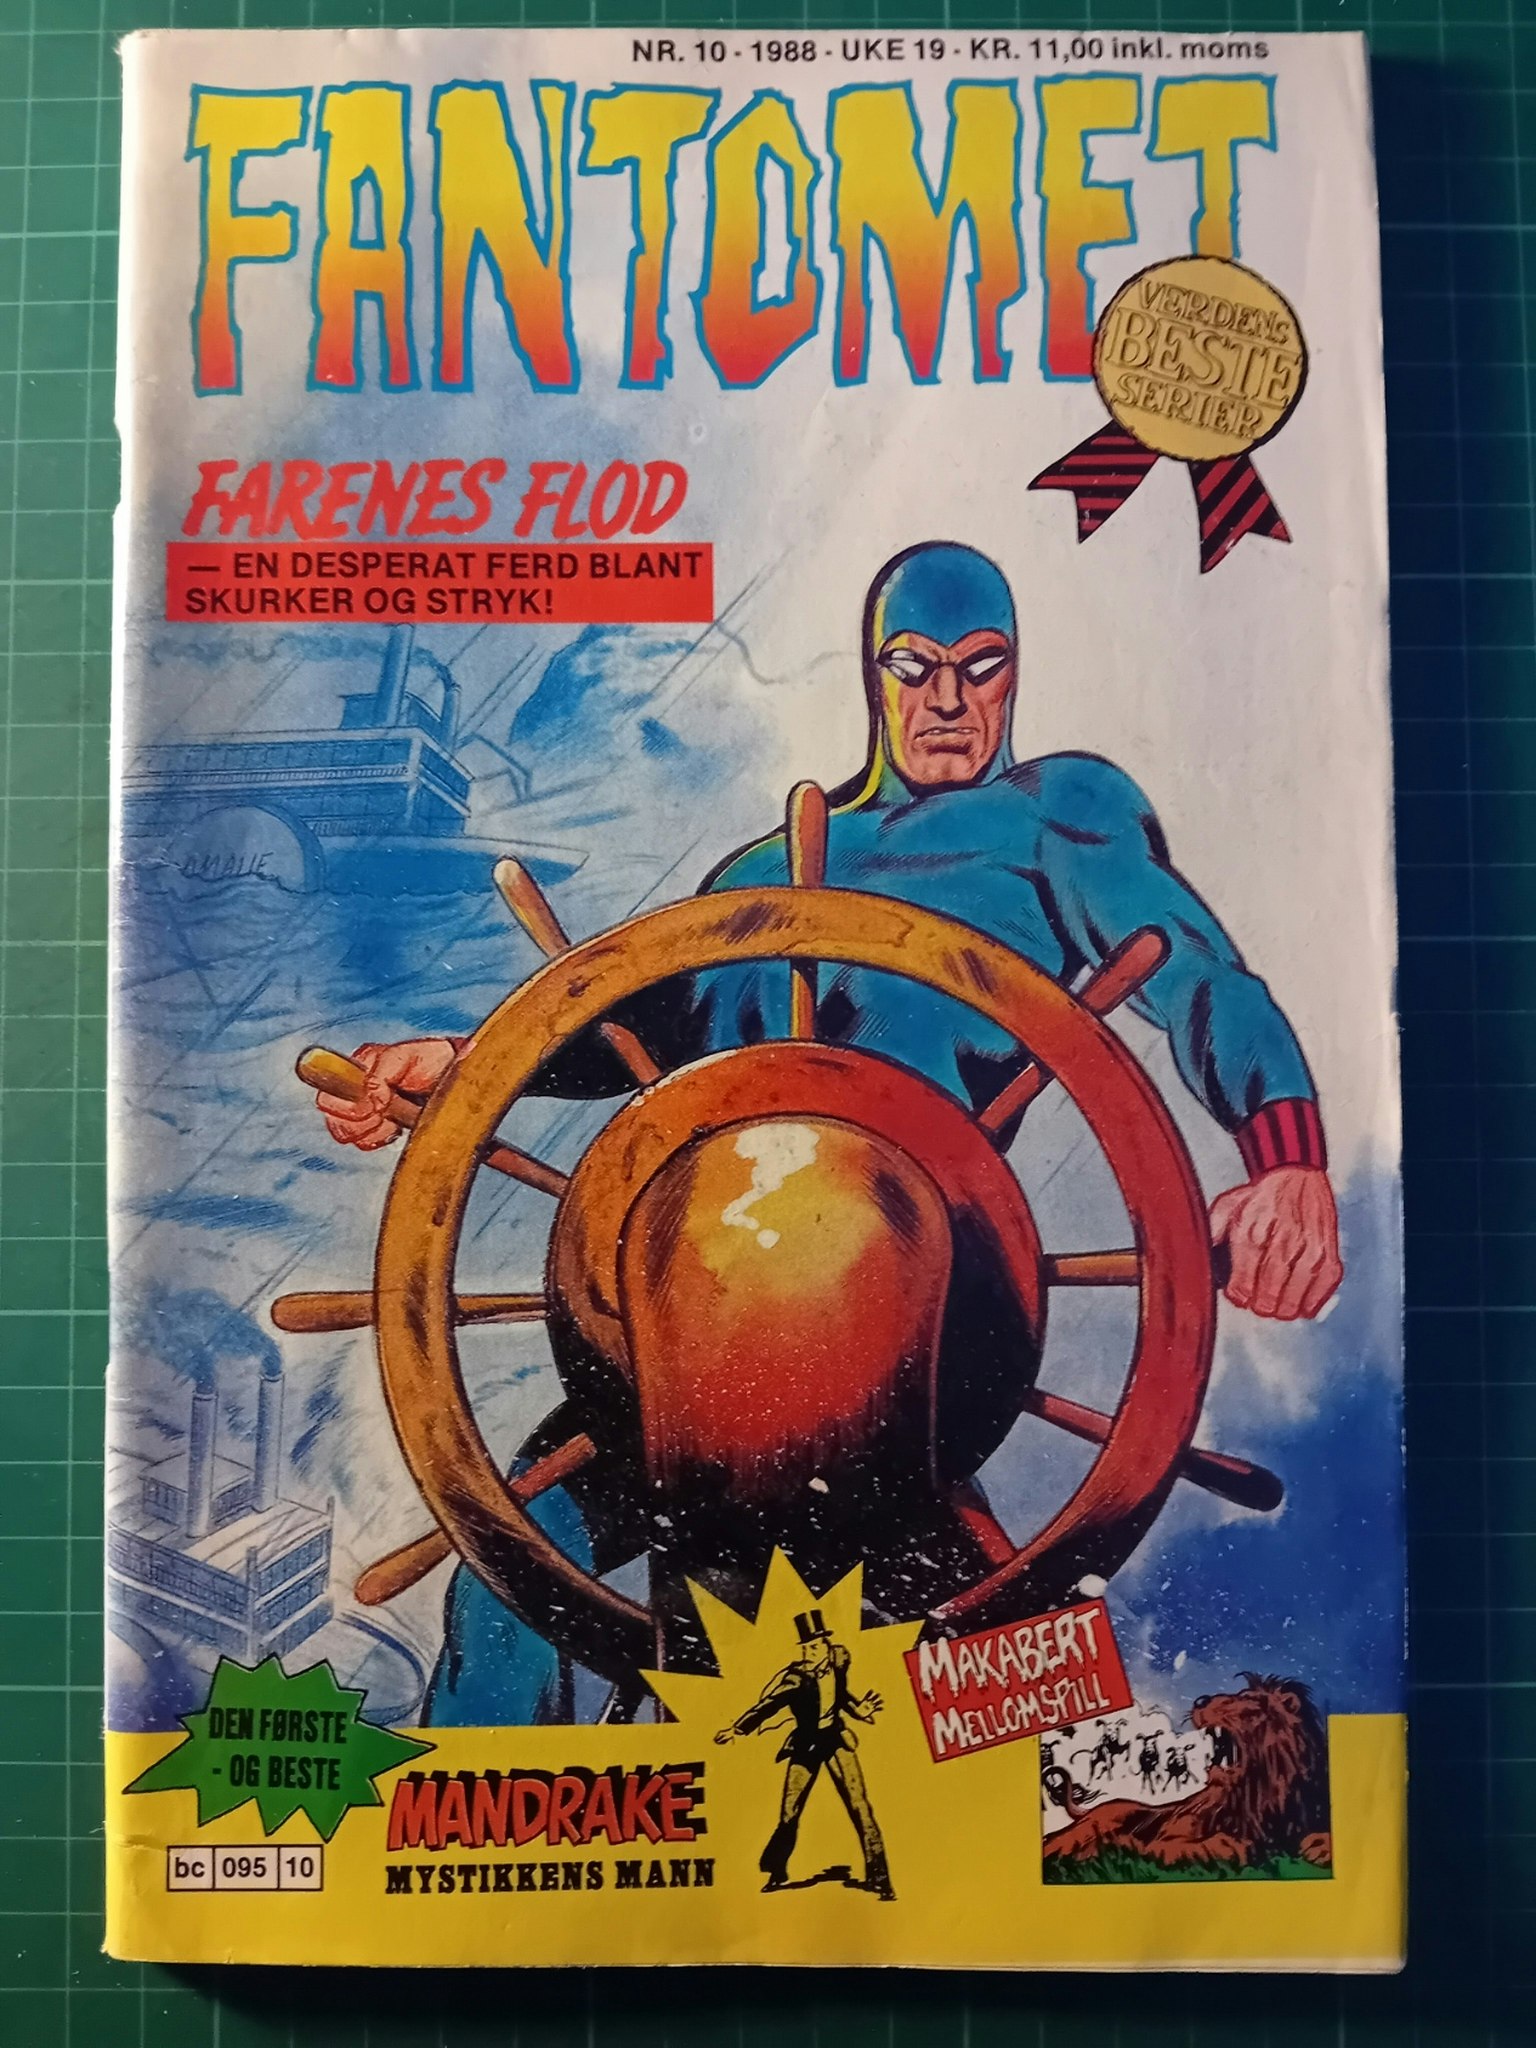 NR. 10 - 1988 - UKE 19 - KR. 11,00 inkl. moms
FANTOMET
VERDENS
BESTE
SERIER
FARENES FLOD
— EN DESPERAT FERD BLANT
SKURKER OG STRYK!
AMALIE
MAKABERT
MELLOMSPILL
DEN FØRSTE
- OG BESTE
MANDRAKE
MYSTIKKENS MANN
bc 095 10